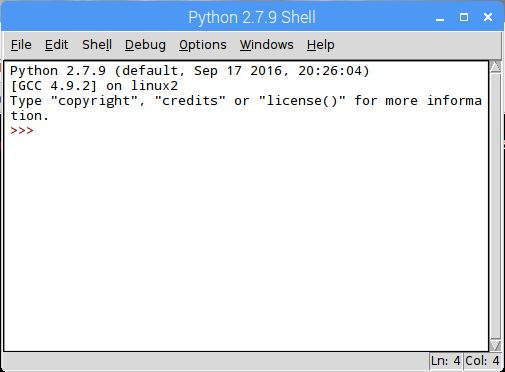 Python 2.7.9 Shell
File Edit Shell Debug Options Windows Help
Python 2.7.9 (default, Sep 17 2016, 20:26:04)
[GCC 4.9.2] on linux2
Type "copyright", "credits" or "license()" for more informa
tion.
>>>
Ln: 4 Col: 4